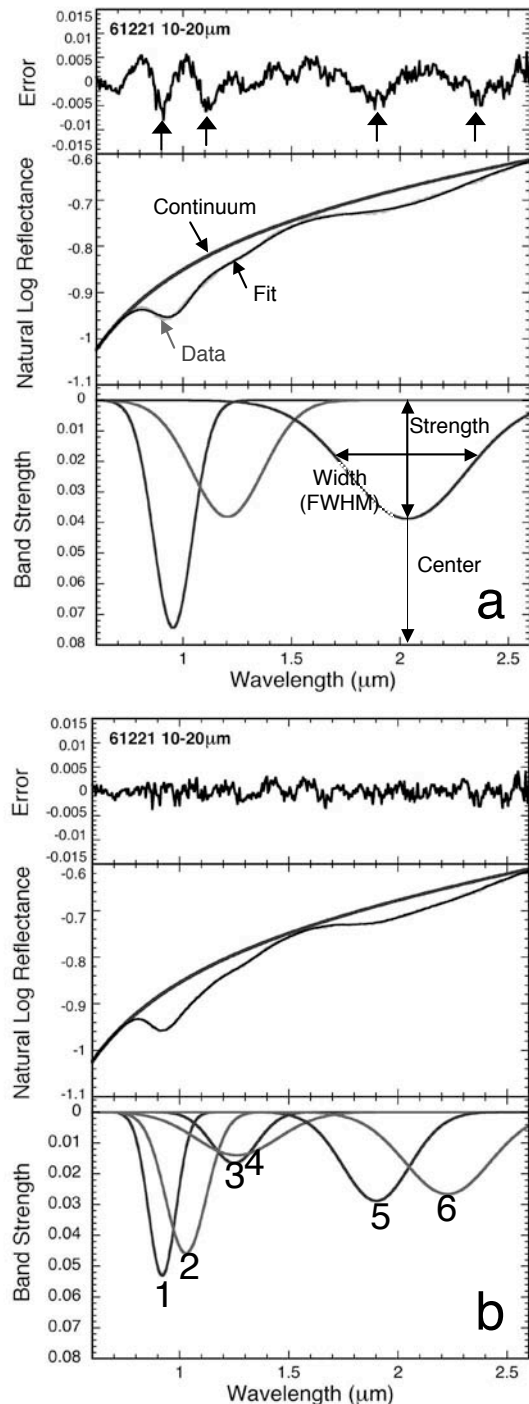 61221 10-20μm
Error
0.015
0.01
0.005
0
-0.005
-0.01
-0.015
Natural Log Reflectance
-0.6
-0.7
-0.8
-0.9
-1
-1.1
Continuum
Fit
Data
Band Strength
0
0.01
0.02
0.03
0.04
0.05
0.06
0.07
0.08
Strength
Width
(FWHM)
Center
a
1 1.5 2 2.5
Wavelength (μm)
61221 10-20μm
Error
0.015
0.01
0.005
0
-0.005
-0.01
-0.015
Natural Log Reflectance
-0.6
-0.7
-0.8
-0.9
-1
-1.1
Band Strength
0
0.01
0.02
0.03
0.04
0.05
0.06
0.07
0.08
1
2
3
4
5
6
b
1 1.5 2 2.5
Wavelength (μm)